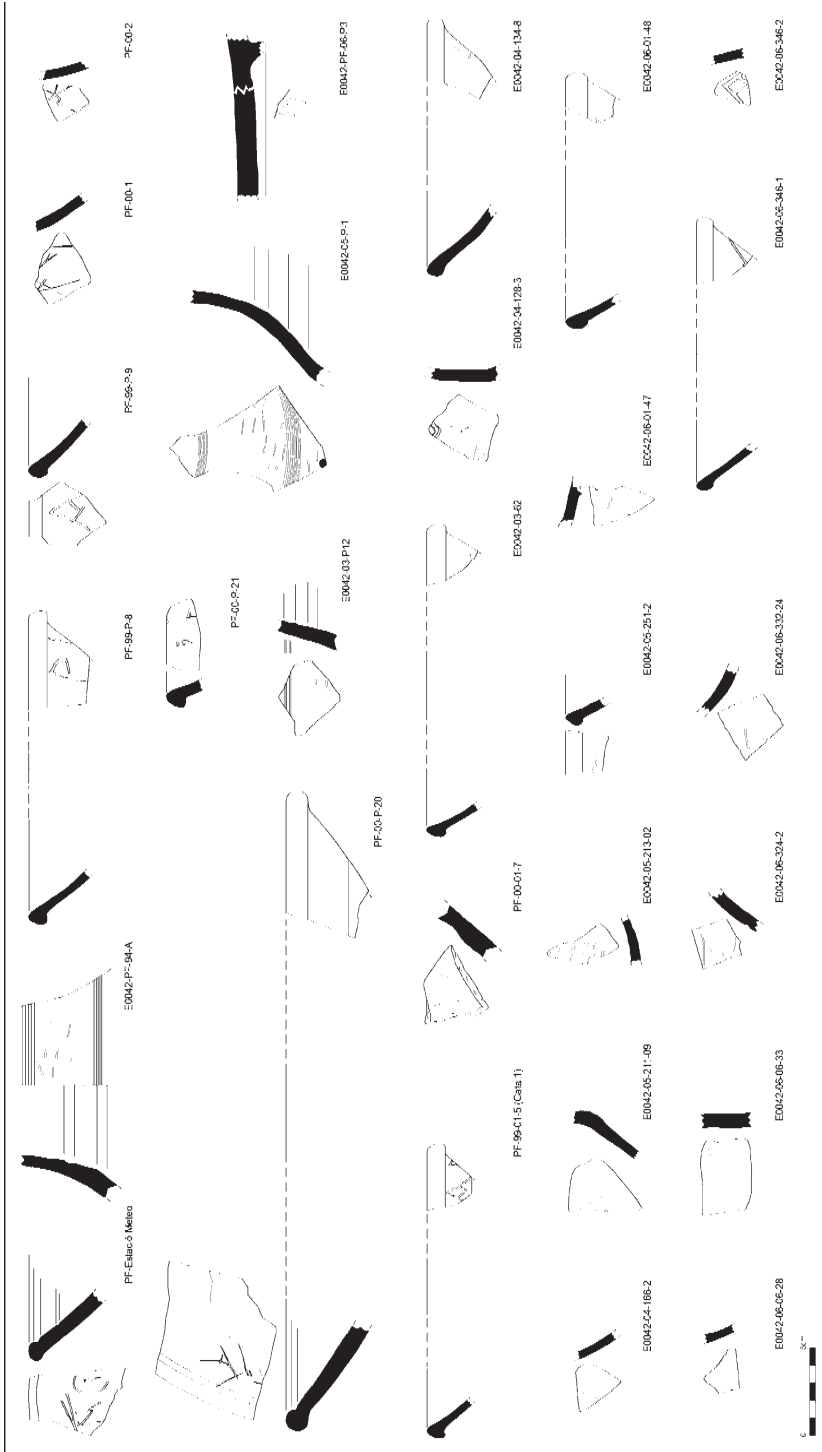 PF-Estació Meteo
E0042-PF-94-A
PF-99-P-8
PF-99-P-9
PF-00-1
PF-00-2
PF-00-P-21
PF-00-P-20
E0042-03-P12
E0042-05-P-1
E0042-PF-06-P3
PF-99-01-5 (Cata 1)
PF-00-01-7
E0042-03-62
E0042-04-128-3
E0042-04-134-8
E0042-04-166-2
E0042-05-211-09
E0042-05-213-02
E0042-05-251-2
E0042-06-01-47
E0042-06-01-48
E0042-06-06-28
E0042-06-06-33
E0042-06-324-2
E0042-06-332-24
E0042-06-346-1
E0042-06-346-2
0 5cm